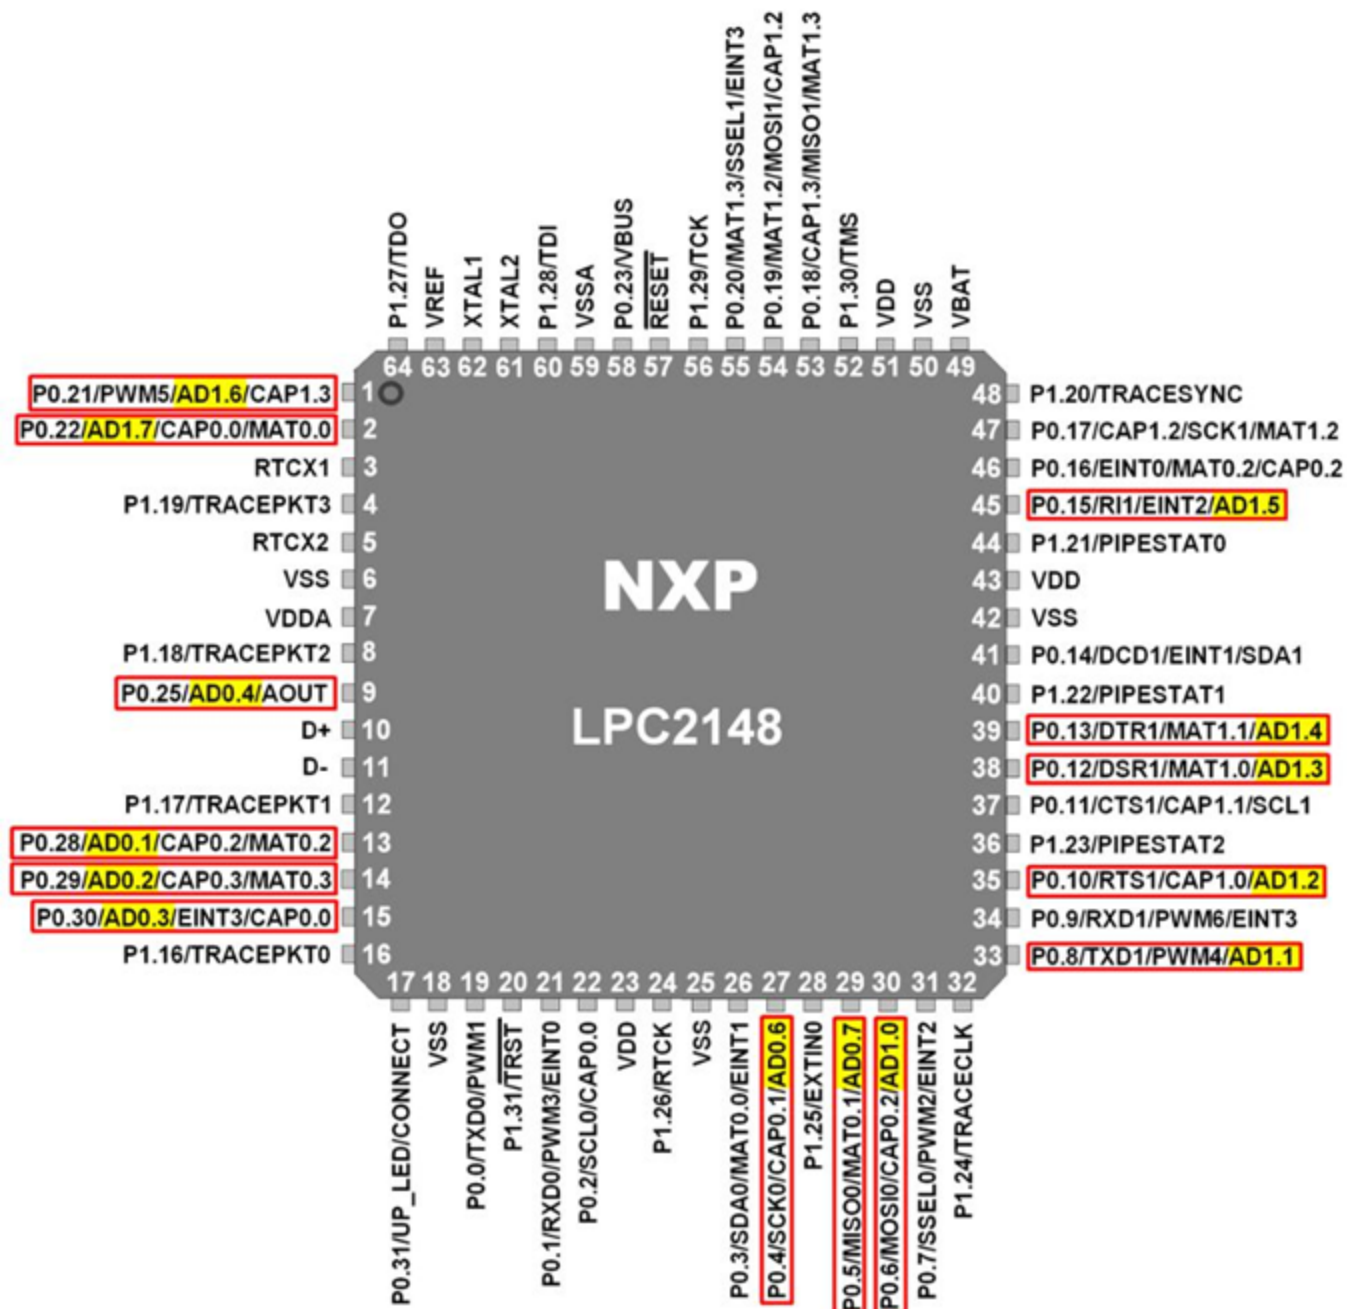 P1.27/TDO
VREF
XTAL1
XTAL2
P1.28/TDI
VSSA
P0.23/VBUS
RESET
P1.29/TCK
P0.20/MAT1.3/SSEL1/EINT3
P0.19/MAT1.2/MOSI1/CAP1.2
P0.18/CAP1.3/MISO1/MAT1.3
P1.30/TMS
VDD
VSS
VBAT
64 63 62 61 60 59 58 57 56 55 54 53 52 51 50 49
P0.21/PWM5/AD1.6/CAP1.3 1
P0.22/AD1.7/CAP0.0/MAT0.0 2
RTCX1 3
P1.19/TRACEPKT3 4
RTCX2 5
VSS 6
VDDA 7
P1.18/TRACEPKT2 8
P0.25/AD0.4/AOUT 9
D+ 10
D- 11
P1.17/TRACEPKT1 12
P0.28/AD0.1/CAP0.2/MAT0.2 13
P0.29/AD0.2/CAP0.3/MAT0.3 14
P0.30/AD0.3/EINT3/CAP0.0 15
P1.16/TRACEPKT0 16
NXP
LPC2148
48 P1.20/TRACESYNC
47 P0.17/CAP1.2/SCK1/MAT1.2
46 P0.16/EINT0/MAT0.2/CAP0.2
45 P0.15/RI1/EINT2/AD1.5
44 P1.21/PIPESTAT0
43 VDD
42 VSS
41 P0.14/DCD1/EINT1/SDA1
40 P1.22/PIPESTAT1
39 P0.13/DTR1/MAT1.1/AD1.4
38 P0.12/DSR1/MAT1.0/AD1.3
37 P0.11/CTS1/CAP1.1/SCL1
36 P1.23/PIPESTAT2
35 P0.10/RTS1/CAP1.0/AD1.2
34 P0.9/RXD1/PWM6/EINT3
33 P0.8/TXD1/PWM4/AD1.1
17 18 19 20 21 22 23 24 25 26 27 28 29 30 31 32
P0.31/UP_LED/CONNECT
VSS
P0.0/TXD0/PWM1
P1.31/TRST
P0.1/RXD0/PWM3/EINT0
P0.2/SCL0/CAP0.0
VDD
P1.26/RTCK
VSS
P0.3/SDA0/MAT0.0/EINT1
P0.4/SCK0/CAP0.1/AD0.6
P1.25/EXTIN0
P0.5/MISO0/MAT0.1/AD0.7
P0.6/MOSI0/CAP0.2/AD1.0
P0.7/SSEL0/PWM2/EINT2
P1.24/TRACECLK